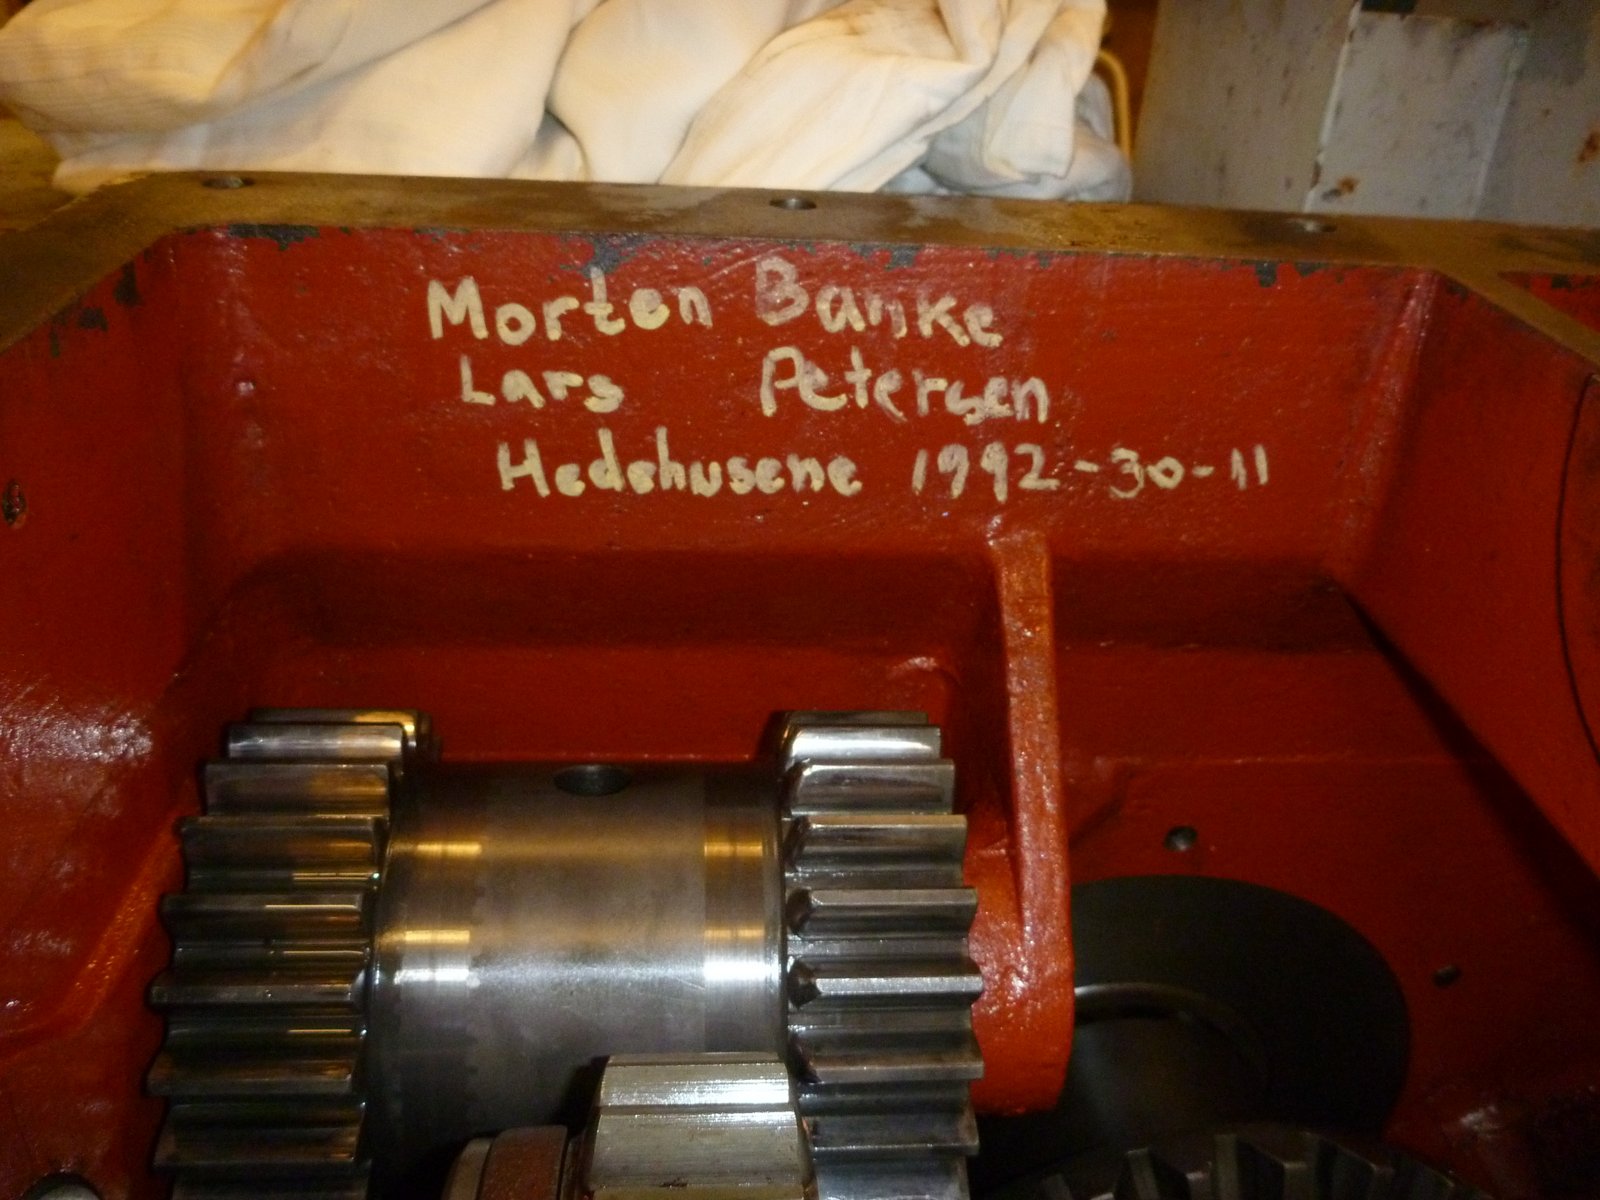 Morten Banke
Lars Petersen
Hedehusene 1992-30-11